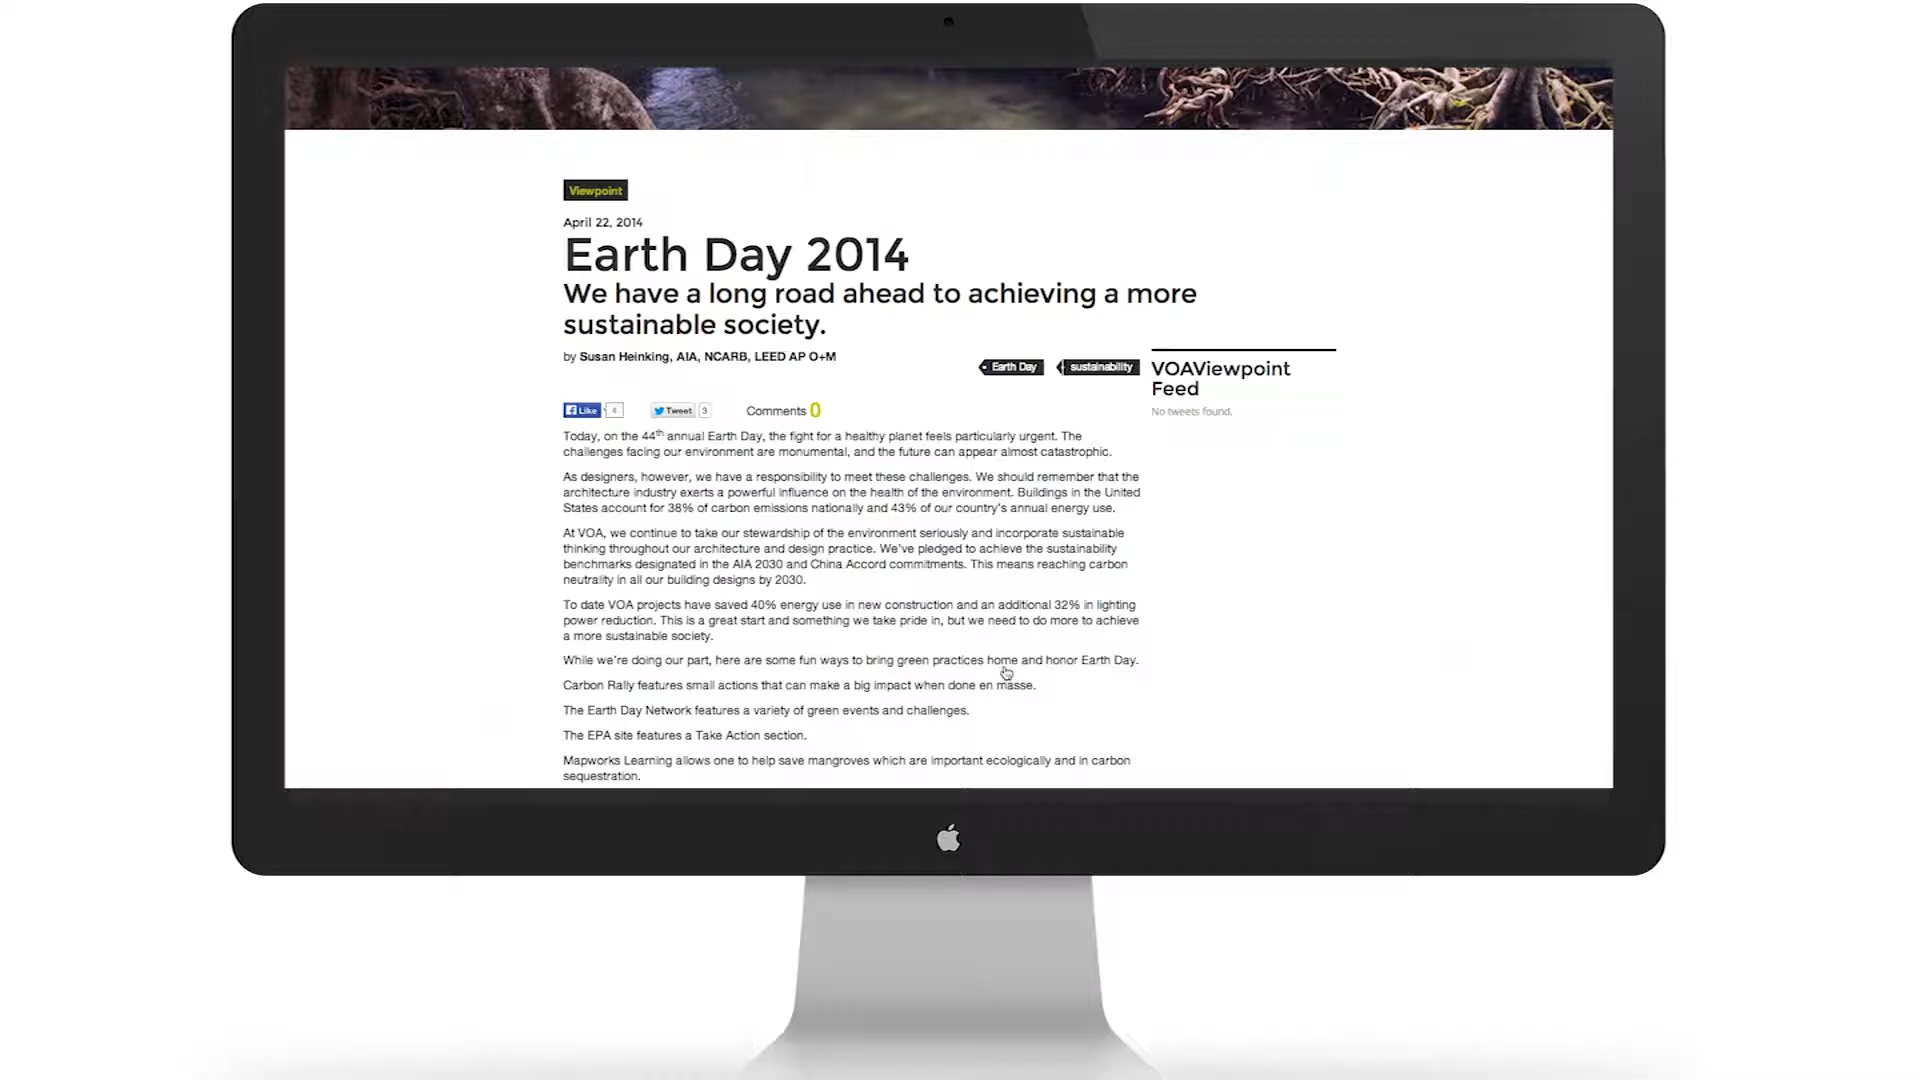 Viewpoint
April 22, 2014
Earth Day 2014
We have a long road ahead to achieving a more
sustainable society.
by Susan Heinking, AIA, NCARB, LEED AP O+M
Earth Day
sustainability
Like 4
Tweet 3
Comments 0
Today, on the 44th annual Earth Day, the fight for a healthy planet feels particularly urgent. The
challenges facing our environment are monumental, and the future can appear almost catastrophic.
As designers, however, we have a responsibility to meet these challenges. We should remember that the
architecture industry exerts a powerful influence on the health of the environment. Buildings in the United
States account for 38% of carbon emissions nationally and 43% of our country's annual energy use.
At VOA, we continue to take our stewardship of the environment seriously and incorporate sustainable
thinking throughout our architecture and design practice. We've pledged to achieve the sustainability
benchmarks designated in the AIA 2030 and China Accord commitments. This means reaching carbon
neutrality in all our building designs by 2030.
To date VOA projects have saved 40% energy use in new construction and an additional 32% in lighting
power reduction. This is a great start and something we take pride in, but we need to do more to achieve
a more sustainable society.
While we're doing our part, here are some fun ways to bring green practices home and honor Earth Day.
Carbon Rally features small actions that can make a big impact when done en masse.
The Earth Day Network features a variety of green events and challenges.
The EPA site features a Take Action section.
Mapworks Learning allows one to help save mangroves which are important ecologically and in carbon
sequestration.
VOAViewpoint
Feed
No tweets found.